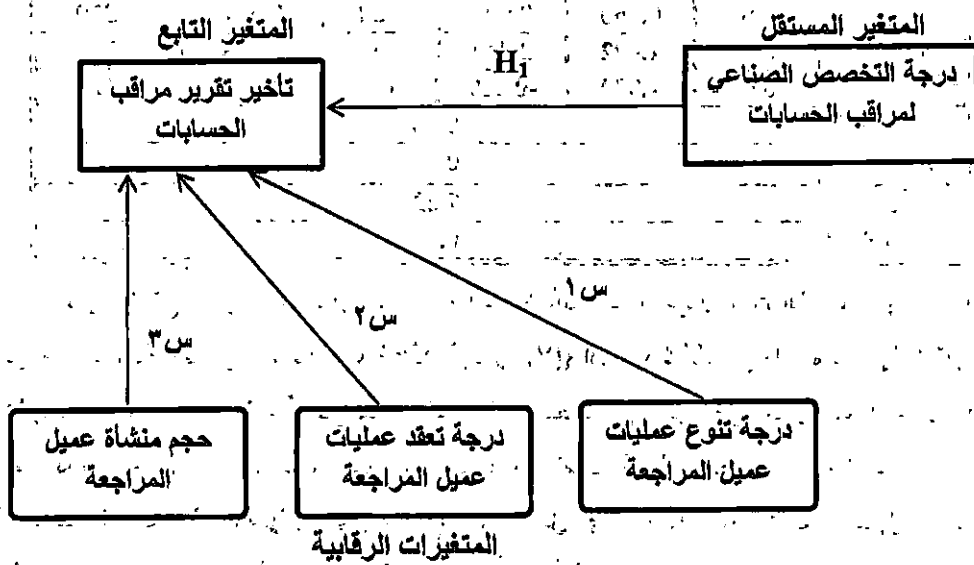 المتغير المستقل
المتغير التابع
درجة التخصص الصناعي
لمراقب الحسابات
H1
تأخير تقرير مراقب
الحسابات
س١
س٢
س٣
درجة تنوع عمليات
عميل المراجعة
درجة تعقد عمليات
عميل المراجعة
حجم منشأة عميل
المراجعة
المتغيرات الرقابية